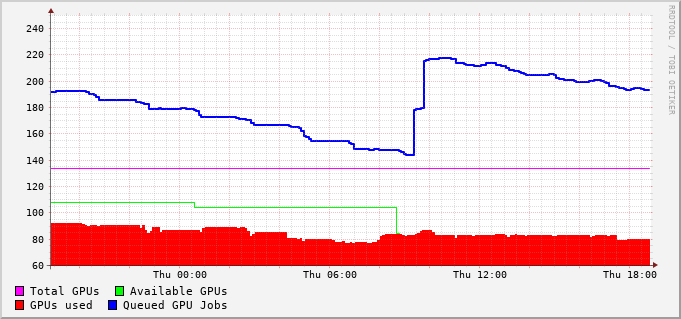 RRDTOOL / TOBI OETIKER
240
220
200
180
160
140
120
100
80
60
Thu 00:00 Thu 06:00 Thu 12:00 Thu 18:00
Total GPUs Available GPUs
GPUs used Queued GPU Jobs